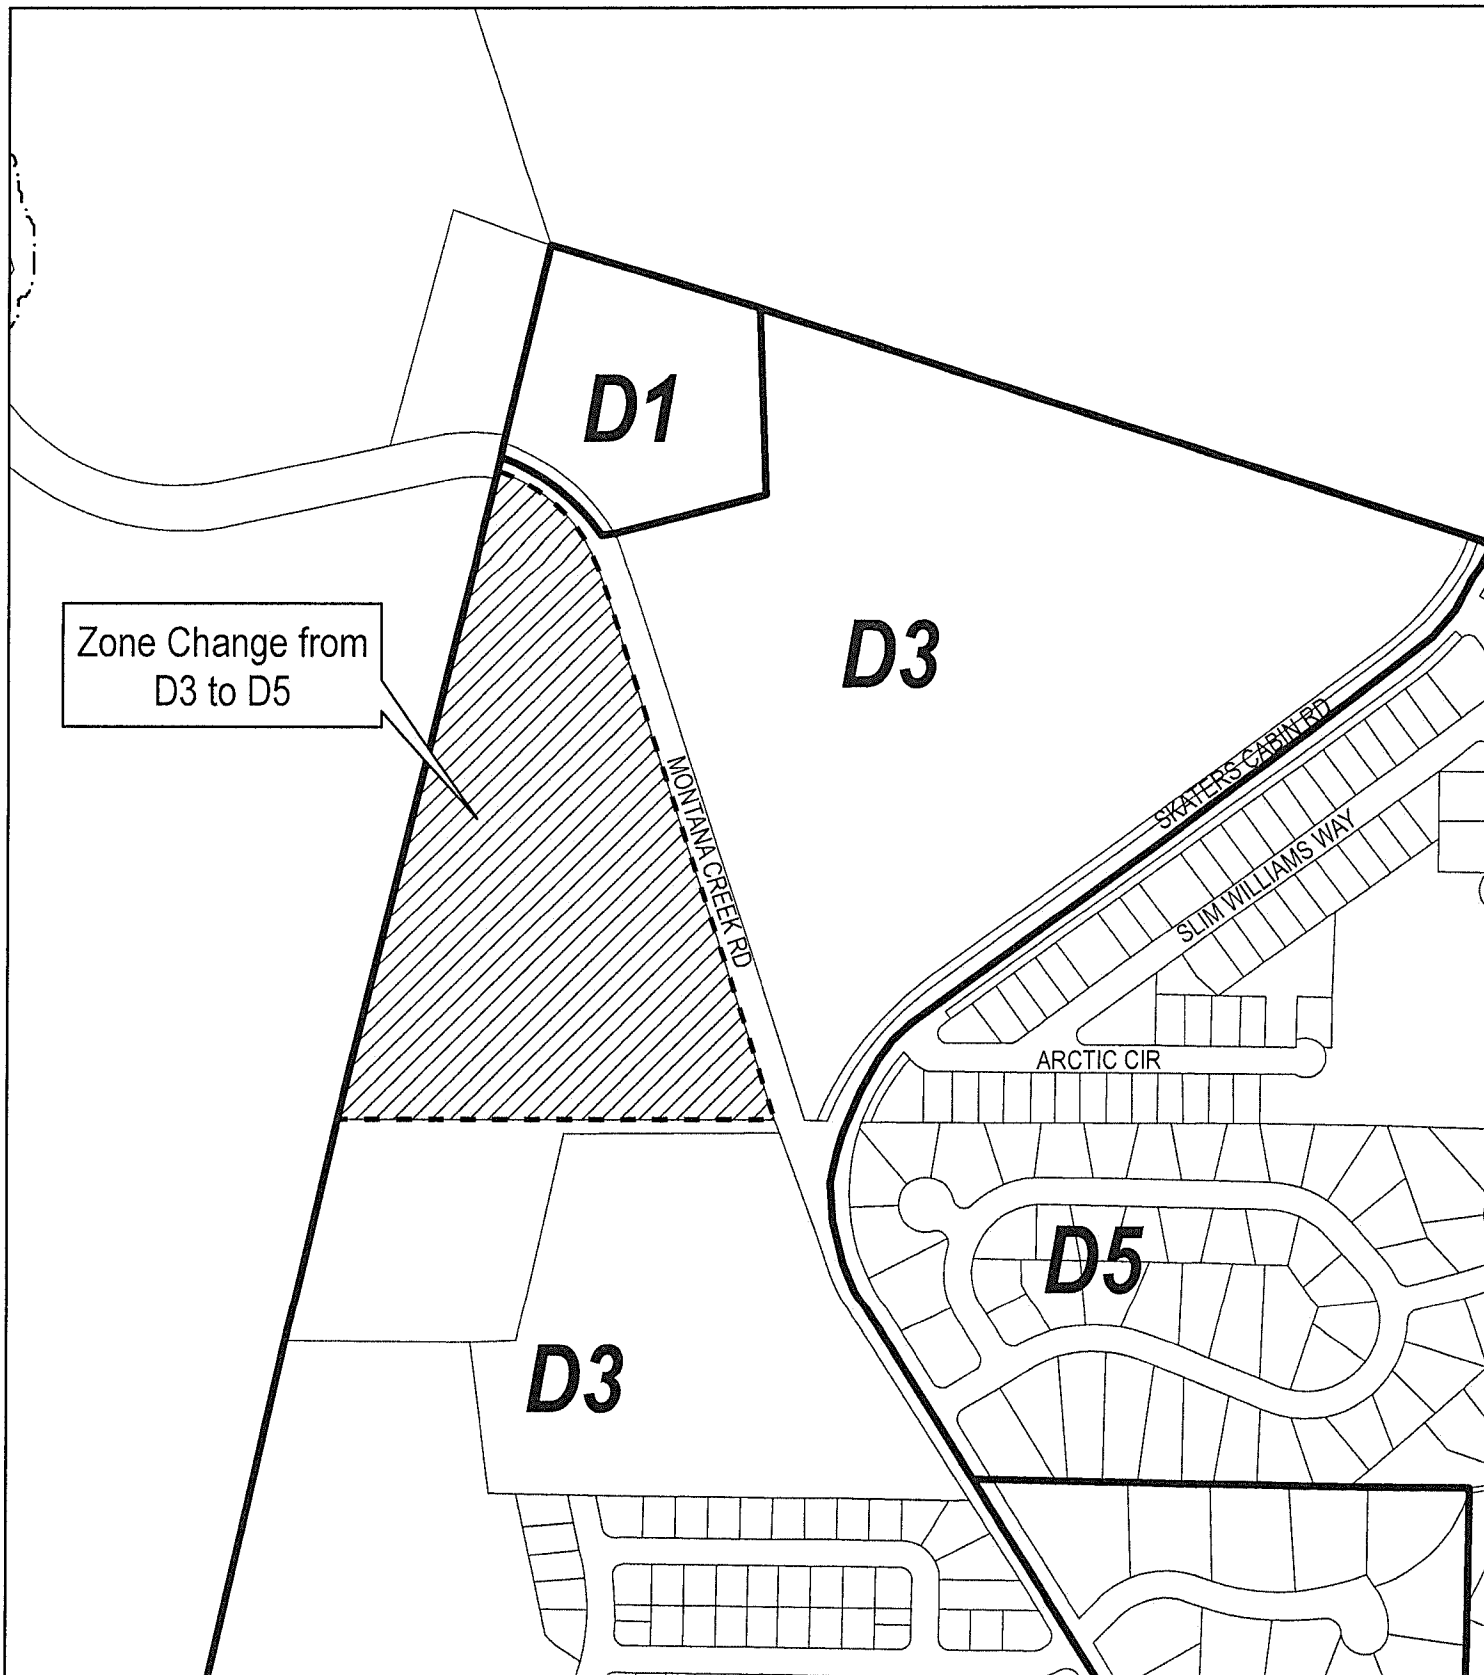 D1
Zone Change from
D3 to D5
D3
MONTANA CREEK RD
SKATERS CABIN RD
SLIM WILLIAMS WAY
ARCTIC CIR
D5
D3